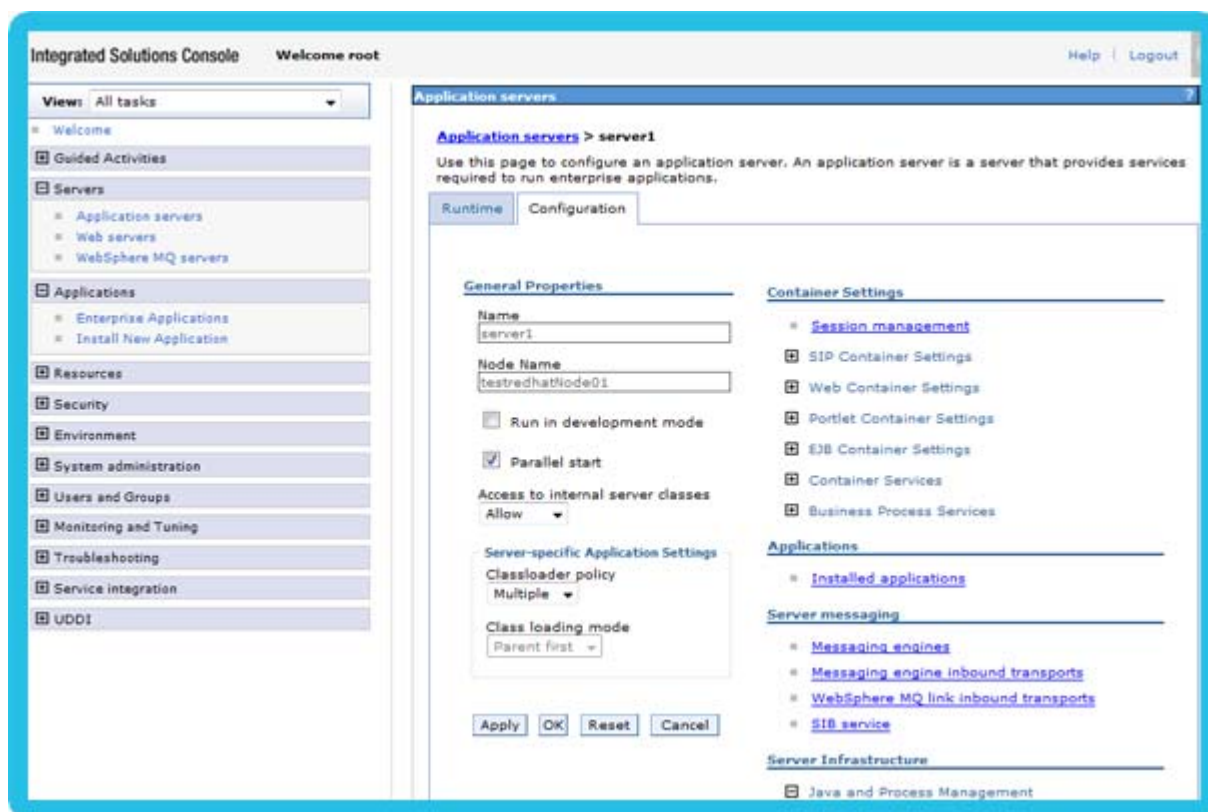 Integrated Solutions Console Welcome root
Help | Logout
View: All tasks
Welcome
Guided Activities
Servers
Application servers
Web servers
WebSphere MQ servers
Applications
Enterprise Applications
Install New Application
Resources
Security
Environment
System administration
Users and Groups
Monitoring and Tuning
Troubleshooting
Service integration
UDDI
Application servers ?
Application servers > server1
Use this page to configure an application server. An application server is a server that provides services
required to run enterprise applications.
Runtime Configuration
General Properties
Name
server1
Node Name
testredhatNode01
Run in development mode
Parallel start
Access to internal server classes
Allow
Server-specific Application Settings
Classloader policy
Multiple
Class loading mode
Parent first
Apply OK Reset Cancel
Container Settings
Session management
SIP Container Settings
Web Container Settings
Portlet Container Settings
EJB Container Settings
Container Services
Business Process Services
Applications
Installed applications
Server messaging
Messaging engines
Messaging engine inbound transports
WebSphere MQ link inbound transports
SIB service
Server Infrastructure
Java and Process Management